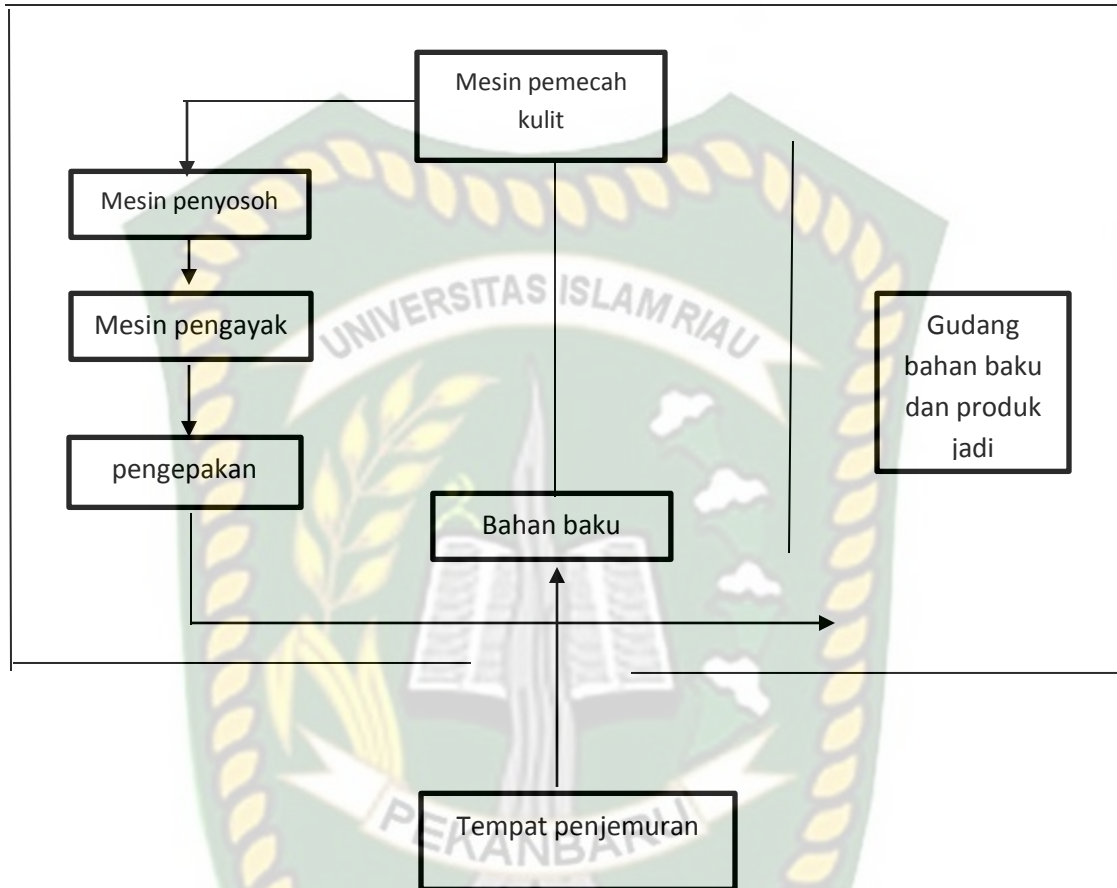 Mesin pemecah
kulit
Mesin penyosoh
UNIVERSITAS ISLAM RIAU
Mesin pengayak
Gudang
bahan baku
dan produk
jadi
pengepakan
Bahan baku
Tempat penjemuran
PEKANBARU